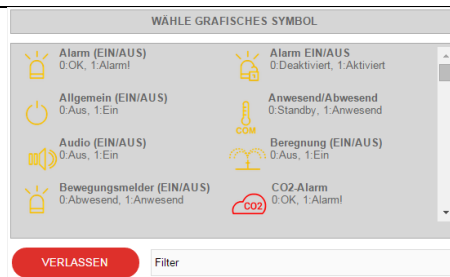 WÄHLE GRAFISCHES SYMBOL
Alarm (EIN/AUS)
0:OK, 1:Alarm!
Alarm EIN/AUS
0:Deaktiviert, 1:Aktiviert
Allgemein (EIN/AUS)
0:Aus, 1:Ein
COM
Anwesend/Abwesend
0:Standby, 1:Anwesend
Audio (EIN/AUS)
0:Aus, 1:Ein
Beregnung (EIN/AUS)
0:Aus, 1:Ein
Bewegungsmelder (EIN/AUS)
0:Abwesend, 1:Anwesend
CO2
CO2-Alarm
0:OK, 1:Alarm!
VERLASSEN
Filter